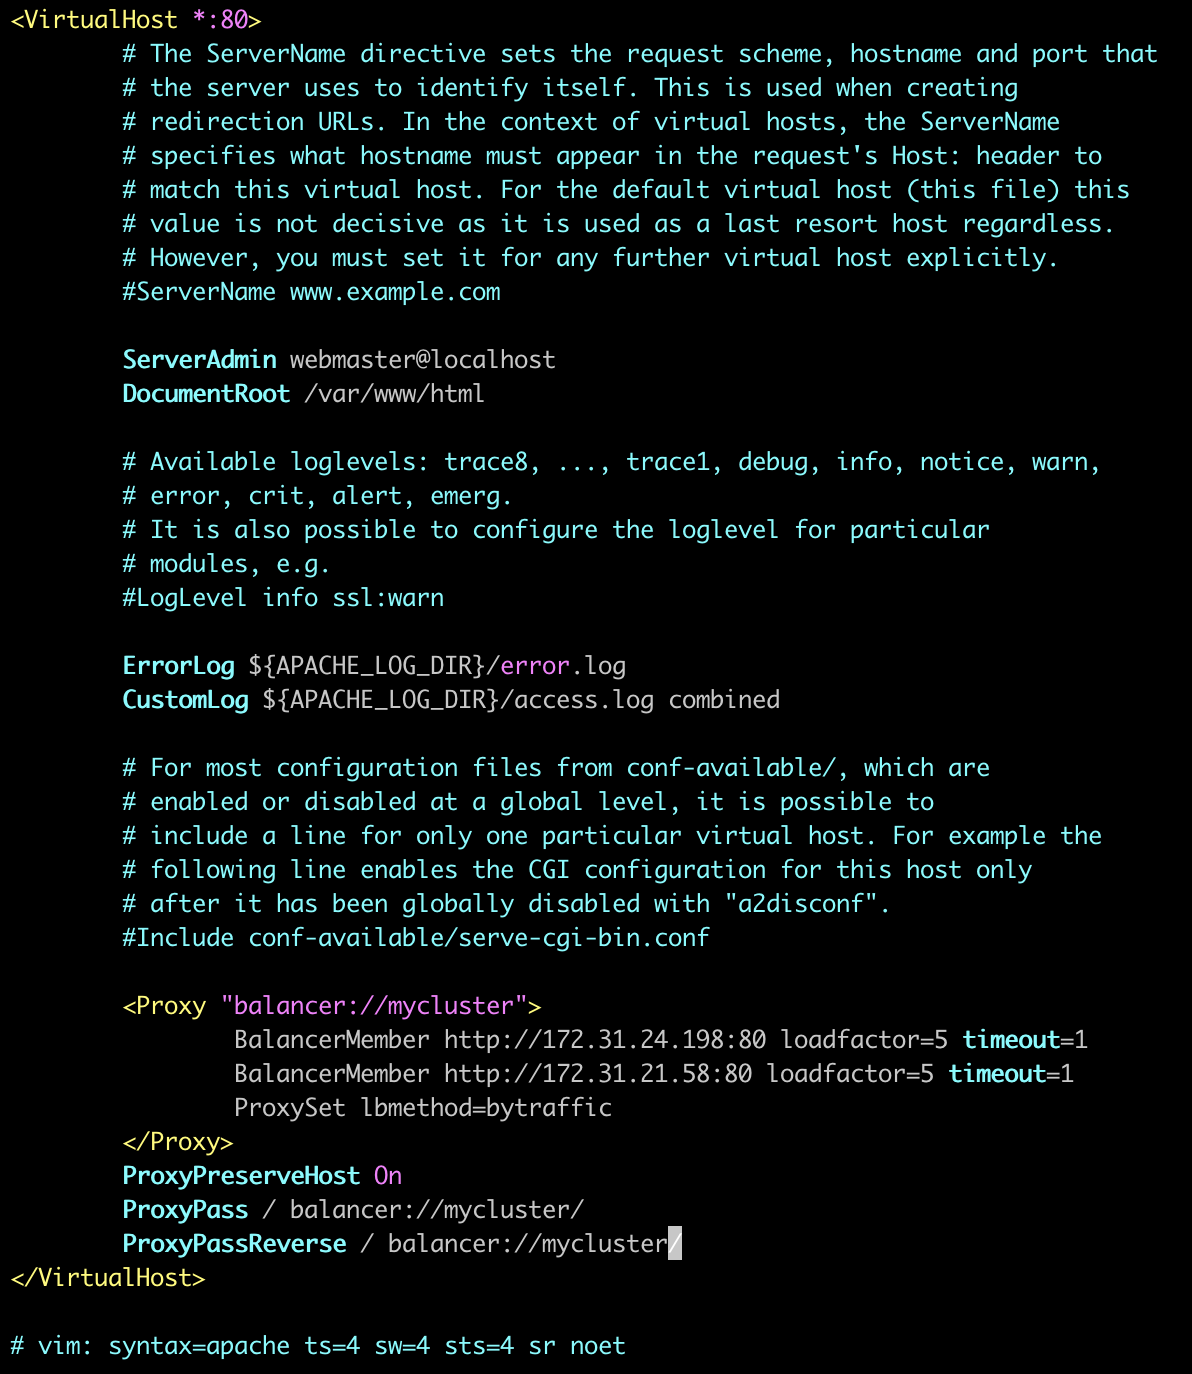 <VirtualHost *:80>
# The ServerName directive sets the request scheme, hostname and port that
# the server uses to identify itself. This is used when creating
# redirection URLs. In the context of virtual hosts, the ServerName
# specifies what hostname must appear in the request's Host: header to
# match this virtual host. For the default virtual host (this file) this
# value is not decisive as it is used as a last resort host regardless.
# However, you must set it for any further virtual host explicitly.
#ServerName www.example.com
ServerAdmin webmaster@localhost
DocumentRoot /var/www/html
# Available loglevels: trace8, ..., trace1, debug, info, notice, warn,
# error, crit, alert, emerg.
# It is also possible to configure the loglevel for particular
# modules, e.g.
#LogLevel info ssl:warn
ErrorLog ${APACHE_LOG_DIR}/error.log
CustomLog ${APACHE_LOG_DIR}/access.log combined
# For most configuration files from conf-available/, which are
# enabled or disabled at a global level, it is possible to
# include a line for only one particular virtual host. For example the
# following line enables the CGI configuration for this host only
# after it has been globally disabled with "a2disconf".
#Include conf-available/serve-cgi-bin.conf
<Proxy "balancer://mycluster">
BalancerMember http://172.31.24.198:80 loadfactor=5 timeout=1
BalancerMember http://172.31.21.58:80 loadfactor=5 timeout=1
ProxySet lbmethod=bytraffic
</Proxy>
ProxyPreserveHost On
ProxyPass / balancer://mycluster/
ProxyPassReverse / balancer://mycluster/
</VirtualHost>
# vim: syntax=apache ts=4 sw=4 sts=4 sr noet